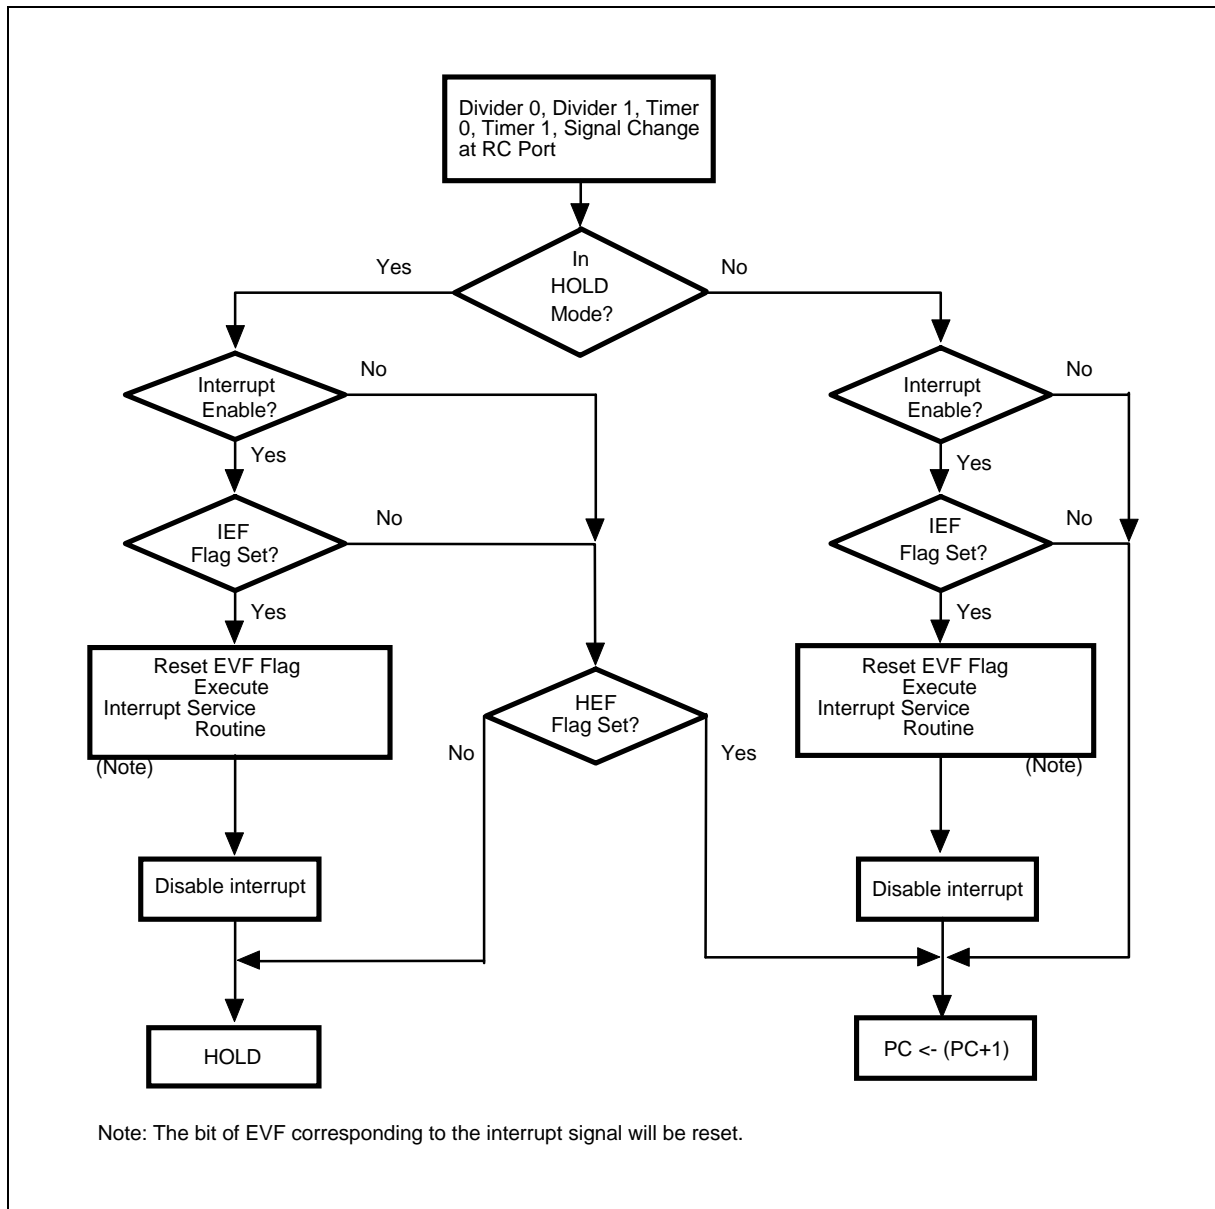 Divider 0, Divider 1, Timer
0, Timer 1, Signal Change
at RC Port
In
HOLD
Mode?
Yes
No
Interrupt
Enable?
No
Yes
IEF
Flag Set?
No
Yes
Reset EVF Flag
Execute
Interrupt Service
Routine
(Note)
Disable interrupt
HOLD
HEF
Flag Set?
No
Yes
Interrupt
Enable?
No
Yes
IEF
Flag Set?
No
Yes
Reset EVF Flag
Execute
Interrupt Service
Routine
(Note)
Disable interrupt
PC <- (PC+1)
Note: The bit of EVF corresponding to the interrupt signal will be reset.